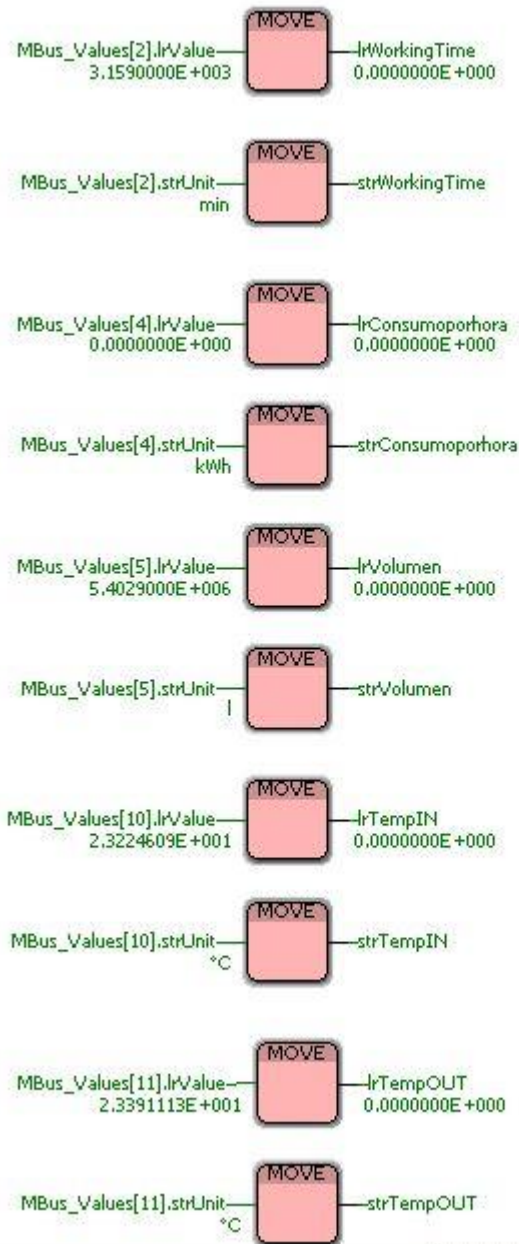 MOVE
MBus_Values[2].lrValue lrWorkingTime
3.1590000E+003 0.0000000E+000
MOVE
MBus_Values[2].strUnit strWorkingTime
min
MOVE
MBus_Values[4].lrValue lrConsumoporhora
0.0000000E+000 0.0000000E+000
MOVE
MBus_Values[4].strUnit strConsumoporhora
kWh
MOVE
MBus_Values[5].lrValue lrVolumen
5.4029000E+006 0.0000000E+000
MOVE
MBus_Values[5].strUnit strVolumen
l
MOVE
MBus_Values[10].lrValue lrTempIN
2.3224609E+001 0.0000000E+000
MOVE
MBus_Values[10].strUnit strTempIN
°C
MOVE
MBus_Values[11].lrValue lrTempOUT
2.3391113E+001 0.0000000E+000
MOVE
MBus_Values[11].strUnit strTempOUT
°C